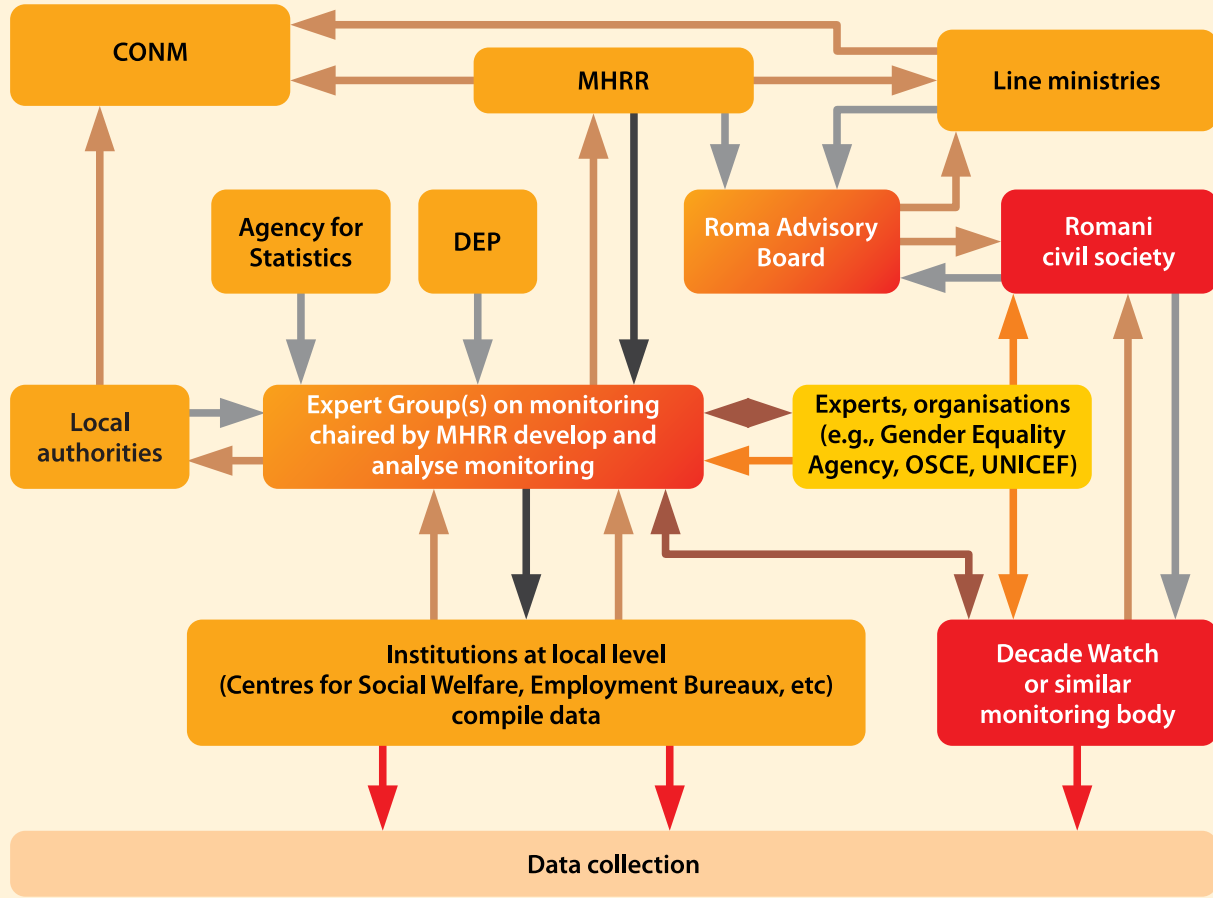 CONM
MHRR
Line ministries
Agency for
Statistics
DEP
Roma Advisory
Board
Romani
civil society
Local
authorities
Expert Group(s) on monitoring
chaired by MHRR develop and
analyse monitoring
Experts, organisations
(e.g., Gender Equality
Agency, OSCE, UNICEF)
Institutions at local level
(Centres for Social Welfare, Employment Bureaux, etc)
compile data
Decade Watch
or similar
monitoring body
Data collection